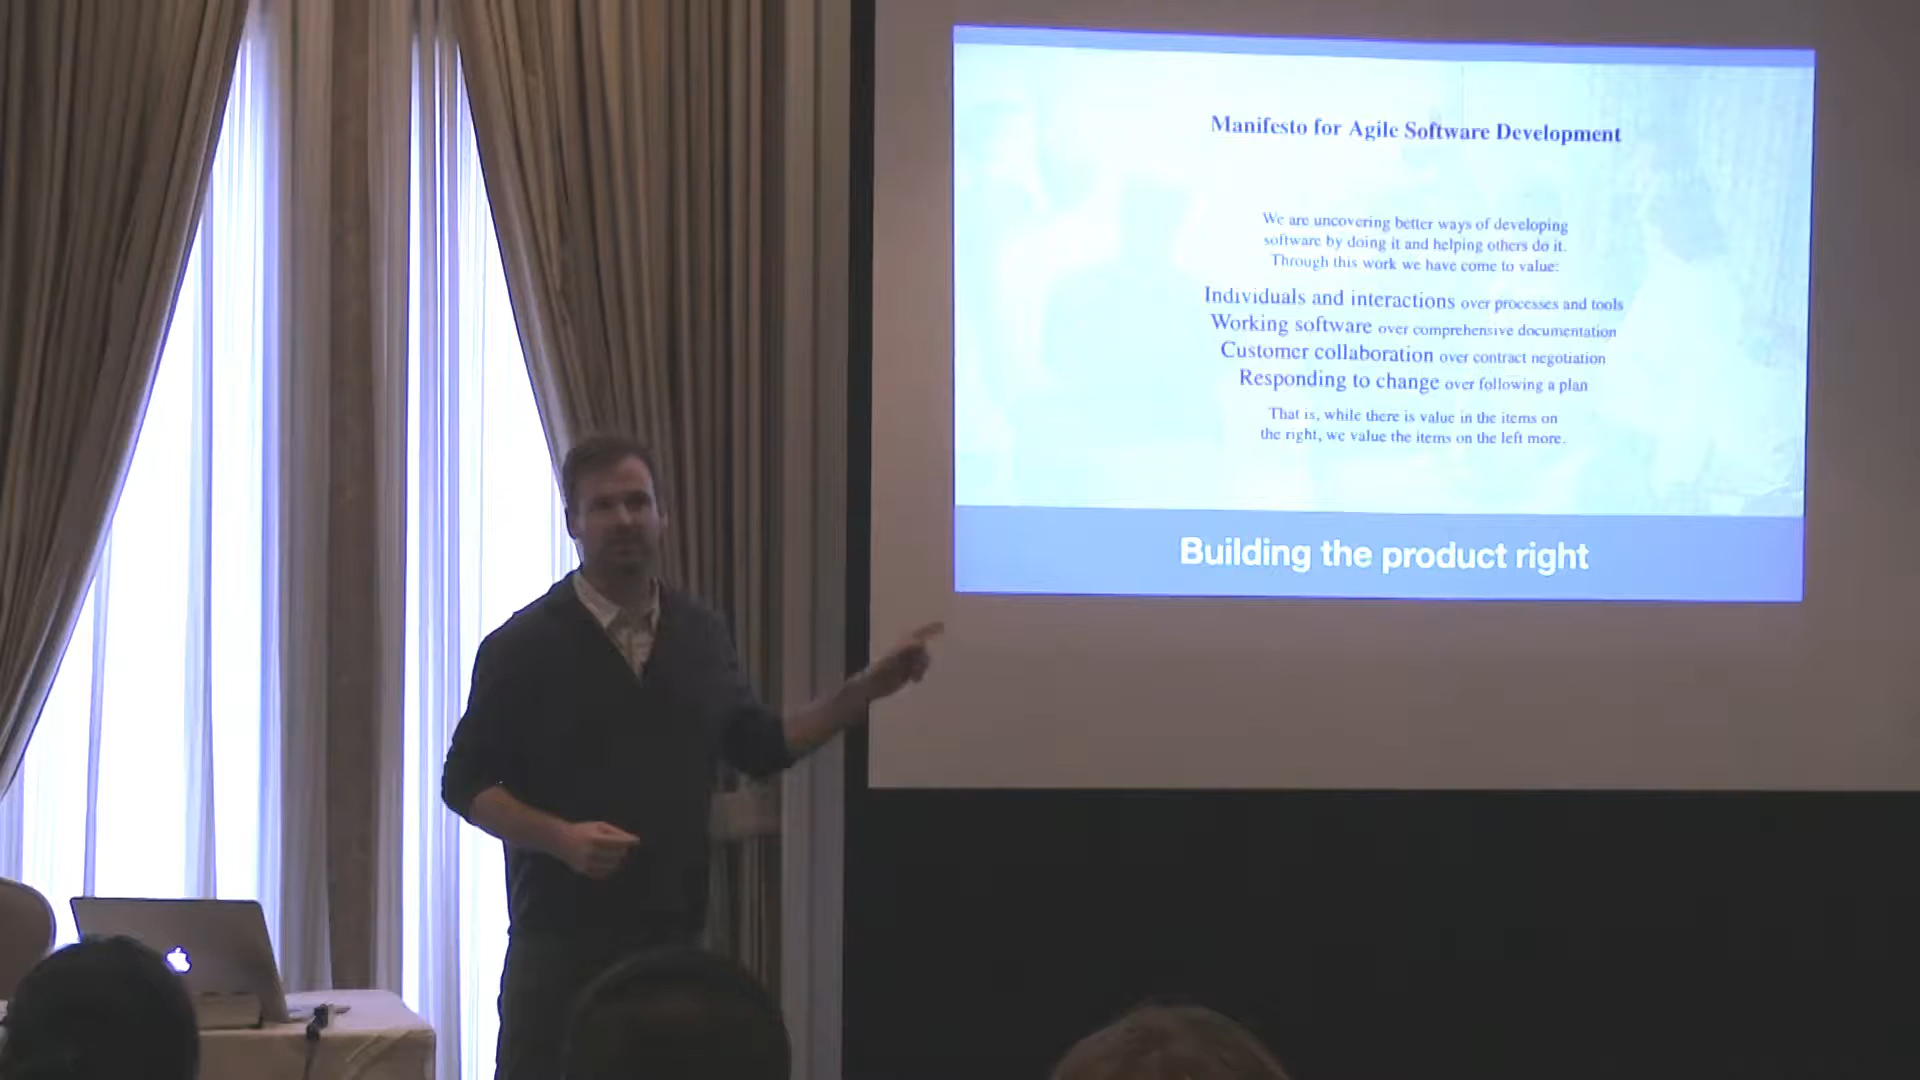 Manifesto for Agile Software Development
We are uncovering better ways of developing
software by doing it and helping others do it.
Through this work we have come to value:
Individuals and interactions over processes and tools
Working software over comprehensive documentation
Customer collaboration over contract negotiation
Responding to change over following a plan
That is, while there is value in the items on
the right, we value the items on the left more.
Building the product right